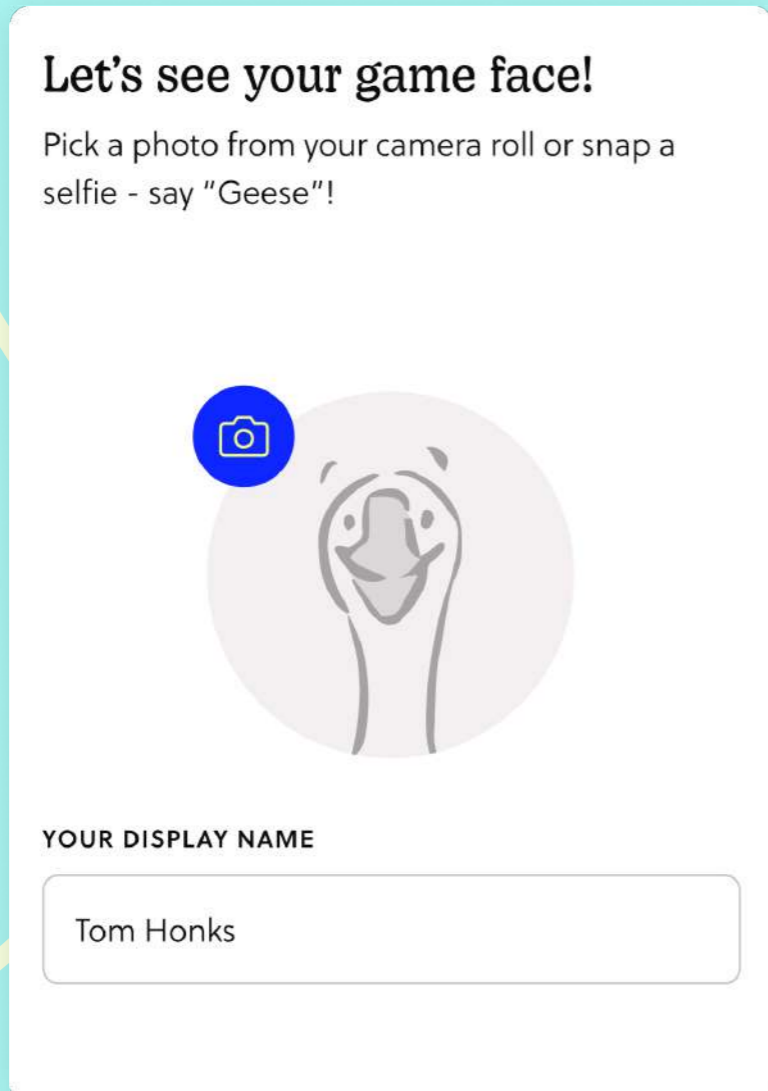 Let’s see your game face!
Pick a photo from your camera roll or snap a
selfie - say "Geese"!
YOUR DISPLAY NAME
Tom Honks